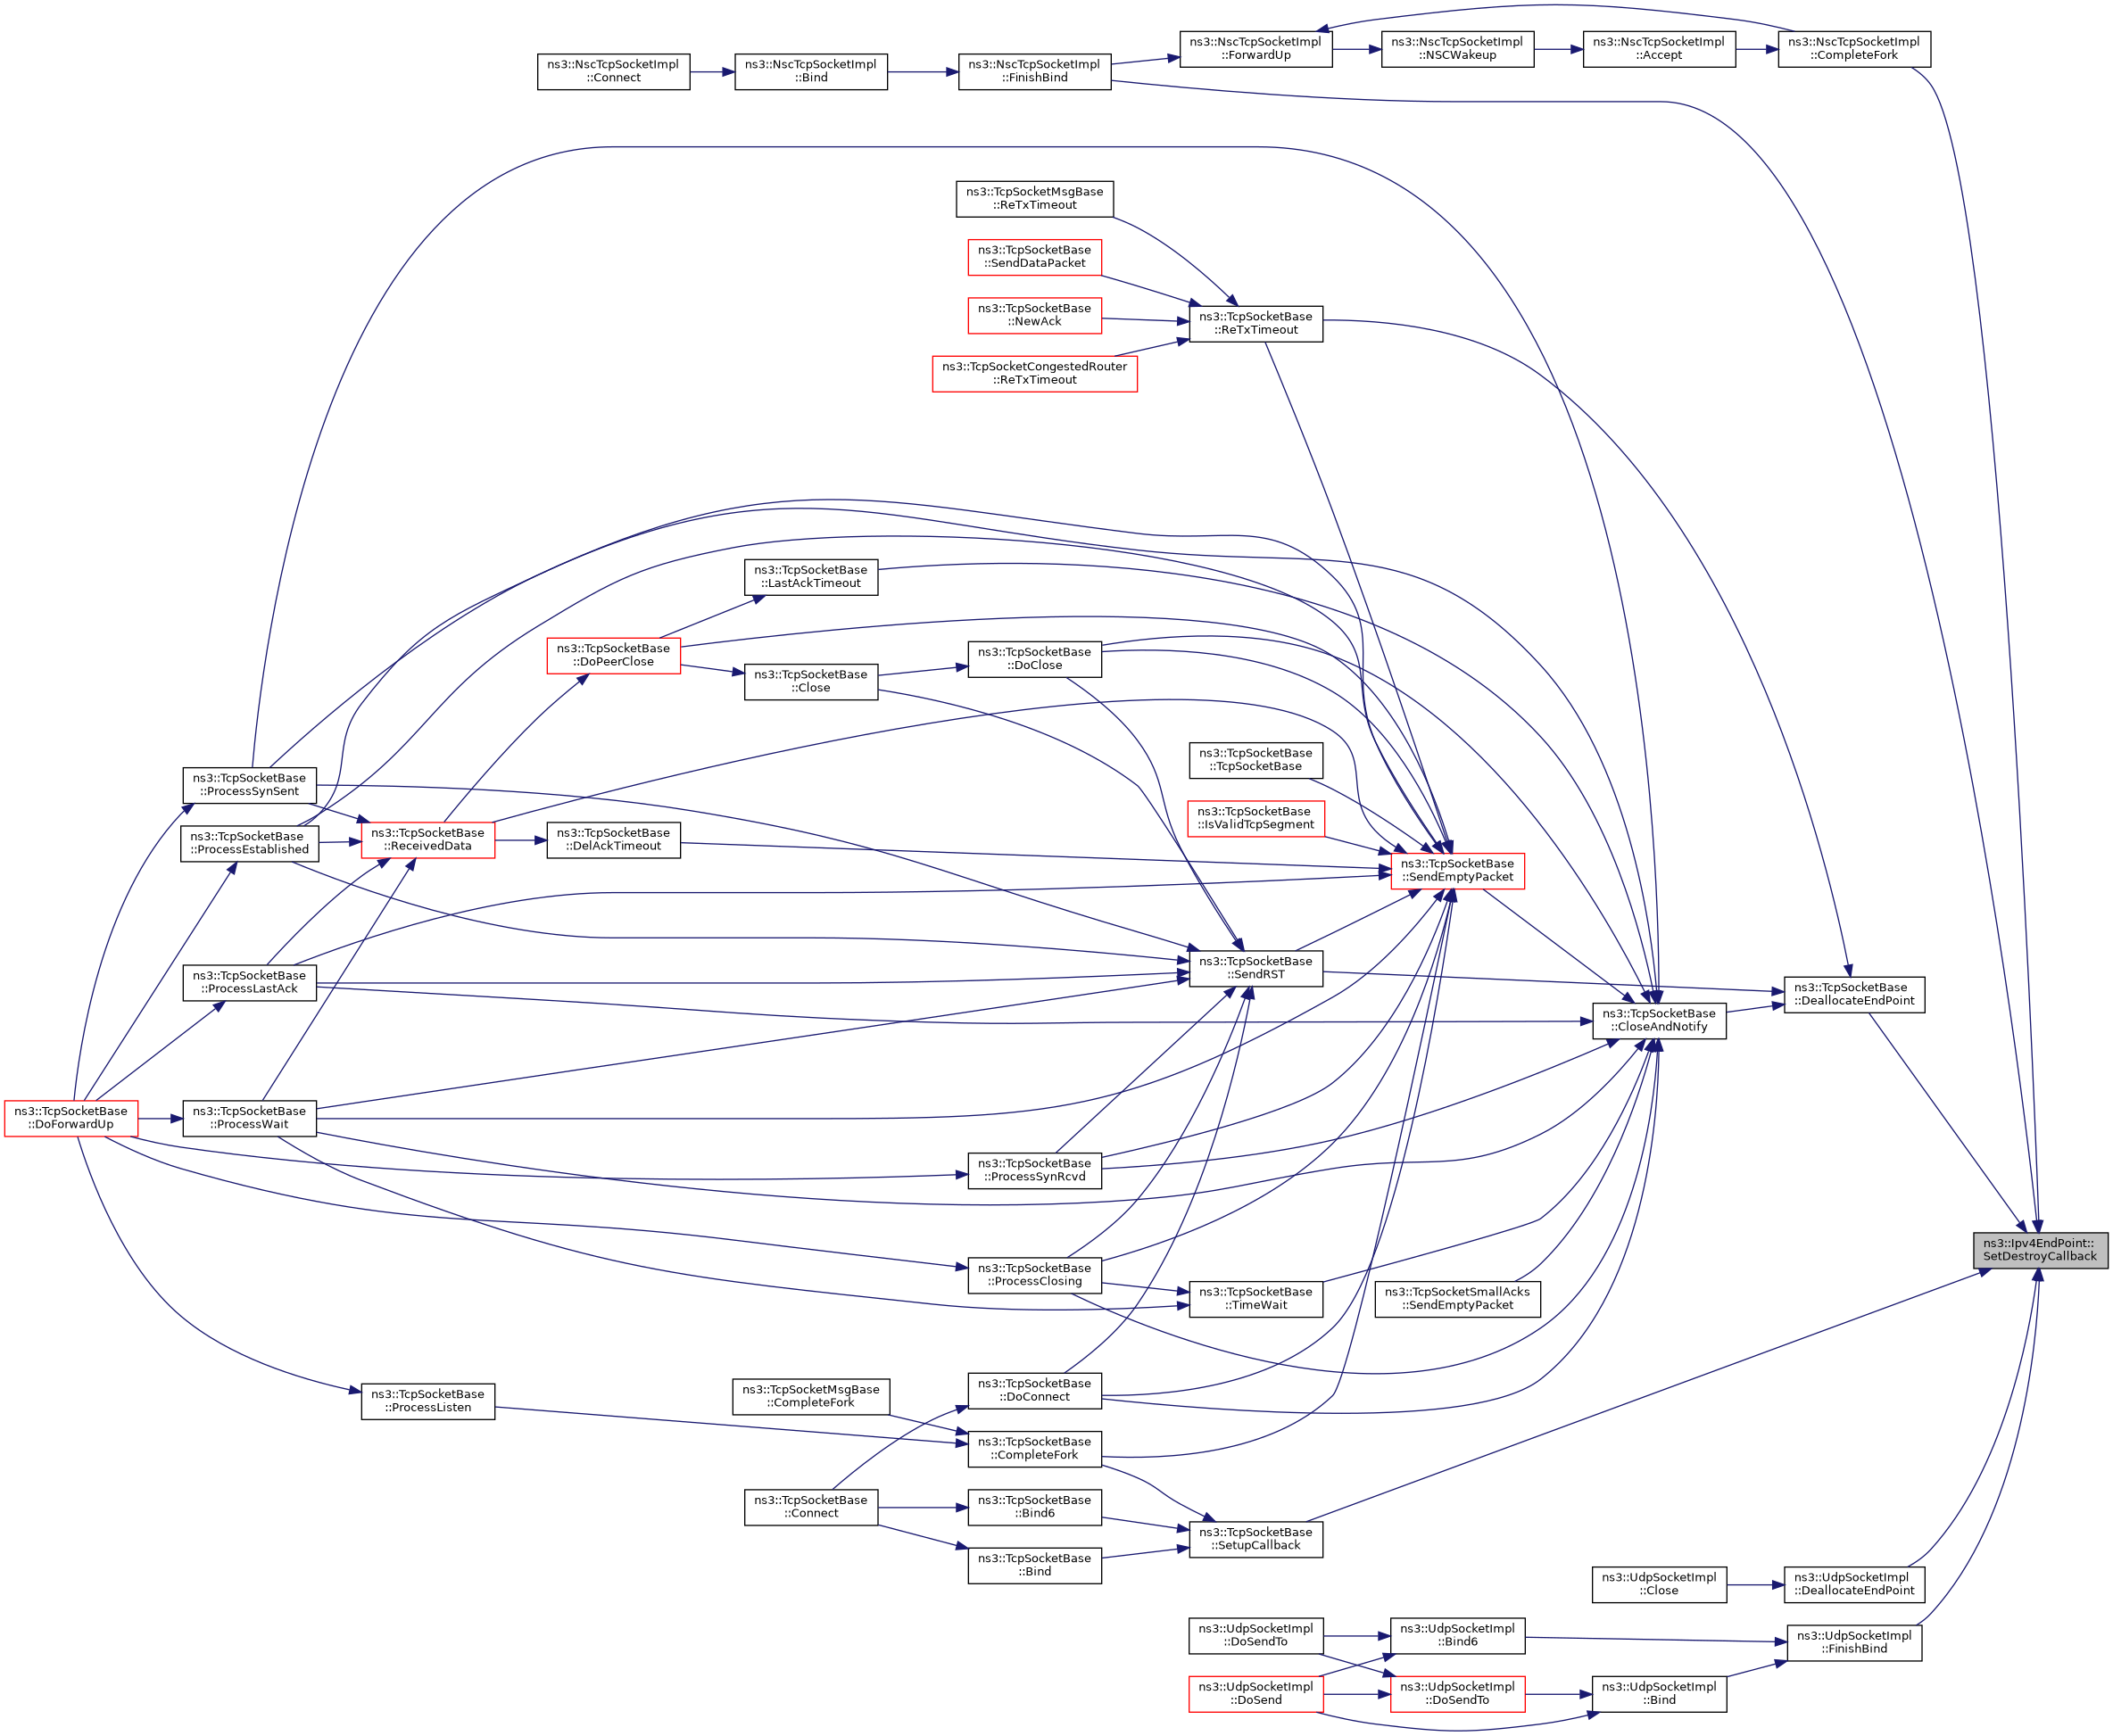 ns3::NscTcpSocketImpl
::Connect
ns3::NscTcpSocketImpl
::Bind
ns3::NscTcpSocketImpl
::FinishBind
ns3::NscTcpSocketImpl
::ForwardUp
ns3::NscTcpSocketImpl
::NSCWakeup
ns3::NscTcpSocketImpl
::Accept
ns3::NscTcpSocketImpl
::CompleteFork
ns3::TcpSocketMsgBase
::ReTxTimeout
ns3::TcpSocketBase
::SendDataPacket
ns3::TcpSocketBase
::NewAck
ns3::TcpSocketBase
::ReTxTimeout
ns3::TcpSocketCongestedRouter
::ReTxTimeout
ns3::TcpSocketBase
::LastAckTimeout
ns3::TcpSocketBase
::DoPeerClose
ns3::TcpSocketBase
::Close
ns3::TcpSocketBase
::DoClose
ns3::TcpSocketBase
::TcpSocketBase
ns3::TcpSocketBase
::ProcessSynSent
ns3::TcpSocketBase
::IsValidTcpSegment
ns3::TcpSocketBase
::ProcessEstablished
ns3::TcpSocketBase
::ReceivedData
ns3::TcpSocketBase
::DelAckTimeout
ns3::TcpSocketBase
::SendEmptyPacket
ns3::TcpSocketBase
::ProcessLastAck
ns3::TcpSocketBase
::SendRST
ns3::TcpSocketBase
::CloseAndNotify
ns3::TcpSocketBase
::DeallocateEndPoint
ns3::TcpSocketBase
::DoForwardUp
ns3::TcpSocketBase
::ProcessWait
ns3::TcpSocketBase
::ProcessSynRcvd
ns3::Ipv4EndPoint::
SetDestroyCallback
ns3::TcpSocketBase
::ProcessClosing
ns3::TcpSocketBase
::TimeWait
ns3::TcpSocketSmallAcks
::SendEmptyPacket
ns3::TcpSocketBase
::ProcessListen
ns3::TcpSocketMsgBase
::CompleteFork
ns3::TcpSocketBase
::DoConnect
ns3::TcpSocketBase
::CompleteFork
ns3::TcpSocketBase
::Connect
ns3::TcpSocketBase
::Bind6
ns3::TcpSocketBase
::SetupCallback
ns3::TcpSocketBase
::Bind
ns3::UdpSocketImpl
::Close
ns3::UdpSocketImpl
::DeallocateEndPoint
ns3::UdpSocketImpl
::DoSendTo
ns3::UdpSocketImpl
::Bind6
ns3::UdpSocketImpl
::FinishBind
ns3::UdpSocketImpl
::DoSend
ns3::UdpSocketImpl
::DoSendTo
ns3::UdpSocketImpl
::Bind